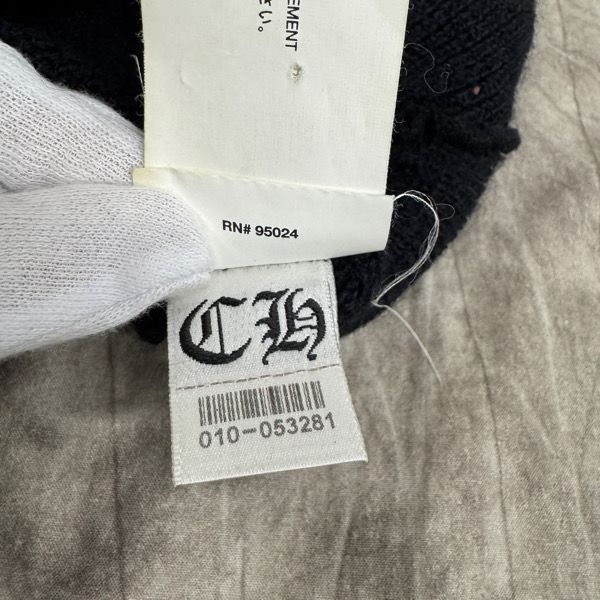 EMENT
さい。
RN# 95024
CH
010-053281